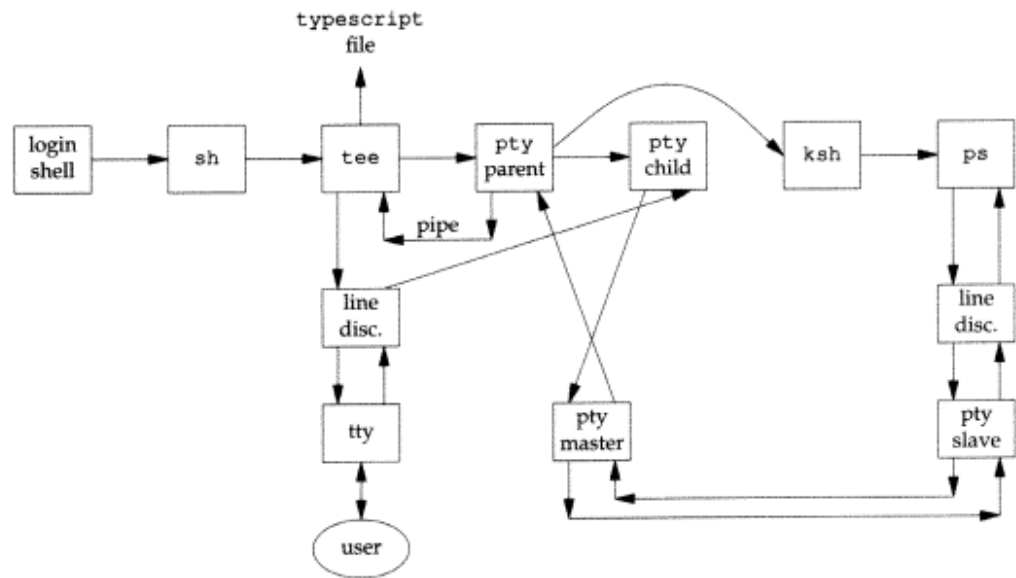 typescript
file
login
shell
sh
tee
pty
parent
pty
child
ksh
ps
pipe
line
disc.
line
disc.
tty
pty
master
pty
slave
user